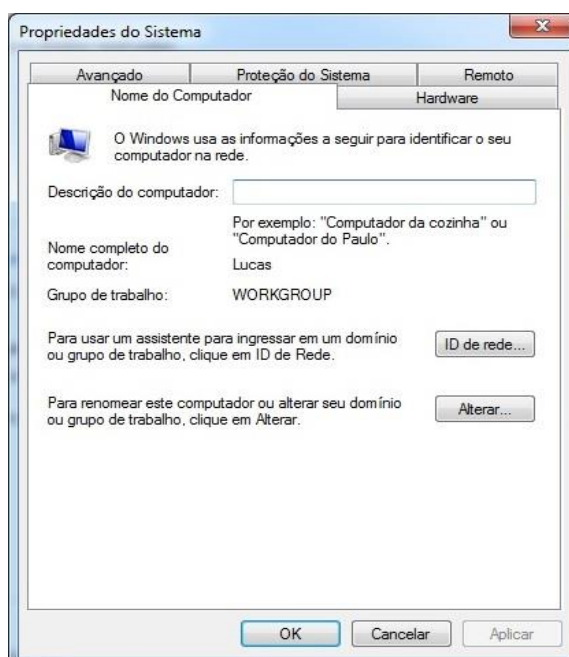 Propriedades do Sistema
Avançado
Proteção do Sistema
Remoto
Nome do Computador
Hardware
O Windows usa as informações a seguir para identificar o seu
computador na rede.
Descrição do computador:
Por exemplo: "Computador da cozinha" ou
"Computador do Paulo".
Nome completo do
computador:
Lucas
Grupo de trabalho:
WORKGROUP
Para usar um assistente para ingressar em um domínio
ou grupo de trabalho, clique em ID de Rede.
ID de rede...
Para renomear este computador ou alterar seu domínio
ou grupo de trabalho, clique em Alterar.
Alterar...
OK
Cancelar
Aplicar